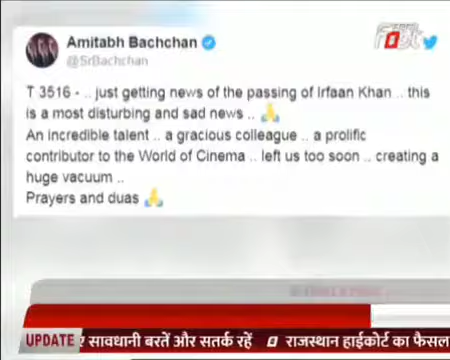 Amitabh Bachchan
@SrBachchan
T 3516 - .. just getting news of the passing of Irfaan Khan .. this
is a most disturbing and sad news .. 🙏
An incredible talent .. a gracious colleague .. a prolific
contributor to the World of Cinema .. left us too soon .. creating a
huge vacuum ..
Prayers and duas 🙏
UPDATE सावधानी बरतें और सतर्क रहें राजस्थान हाईकोर्ट का फैसल